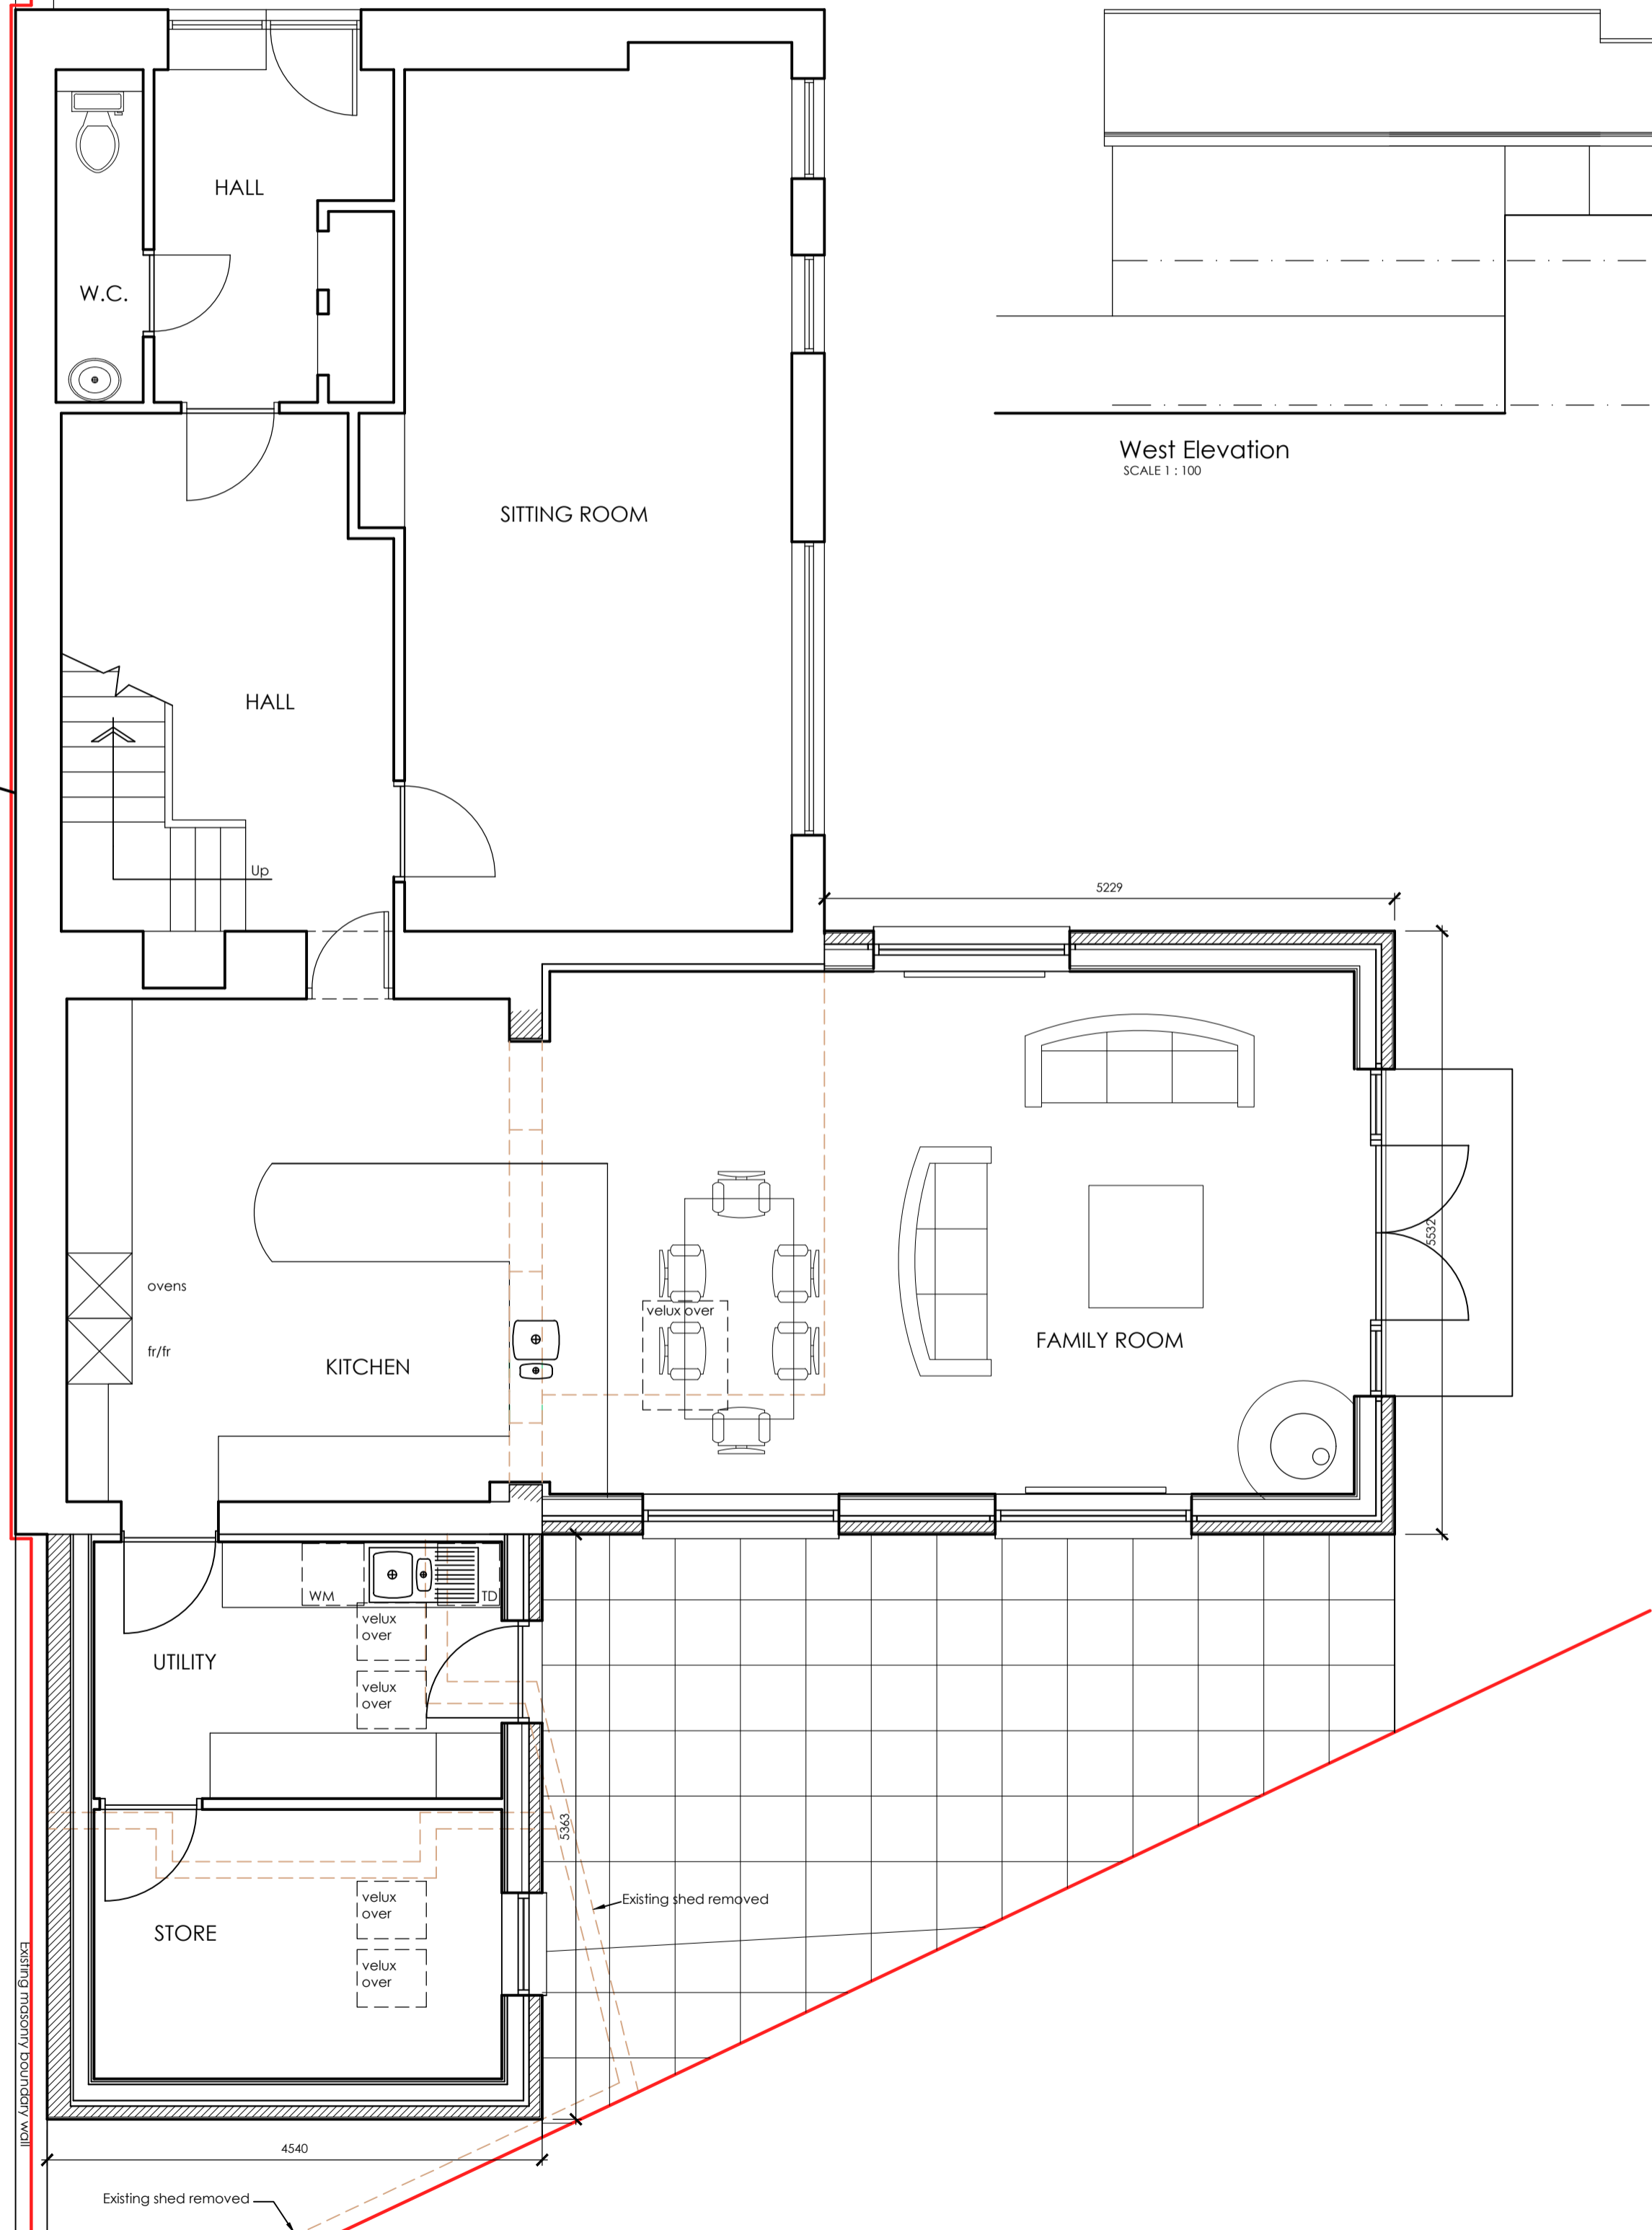 HALL
W.C.
West Elevation
SCALE 1 : 100
SITTING ROOM
HALL
Up
5229
5532
ovens
velux over
fr/fr
KITCHEN
FAMILY ROOM
WM
TD
velux
over
UTILITY
velux
over
5363
velux
over
Existing shed removed
STORE
velux
over
Existing masonry boundary wall
4540
Existing shed removed